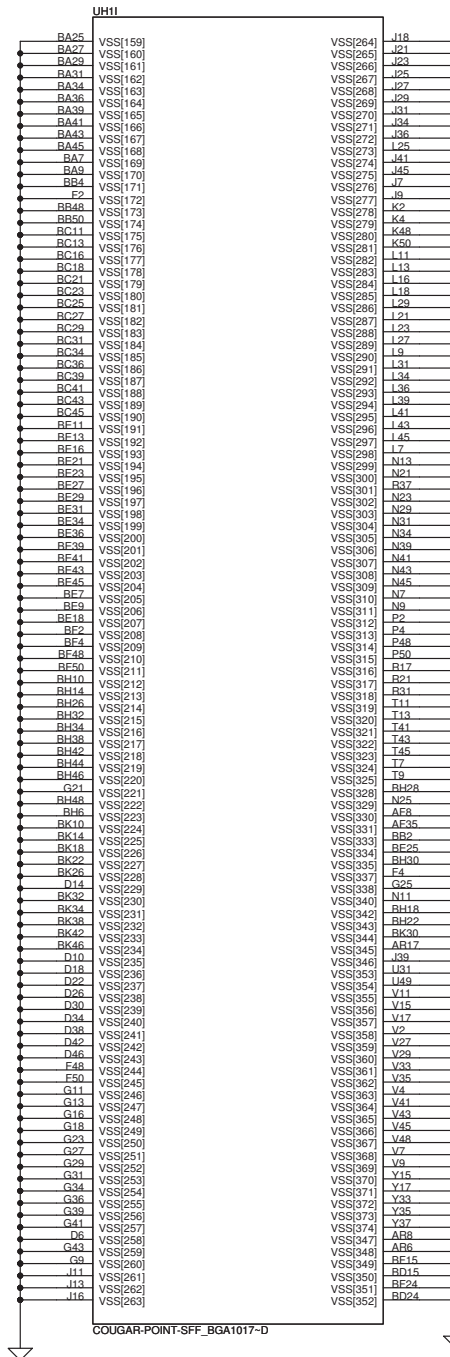 UH1I
BA25 VSS[159] VSS[264] J18
BA27 VSS[160] VSS[265] J21
BA29 VSS[161] VSS[266] J23
BA31 VSS[162] VSS[267] J25
BA34 VSS[163] VSS[268] J27
BA36 VSS[164] VSS[269] J29
BA39 VSS[165] VSS[270] J31
BA41 VSS[166] VSS[271] J34
BA43 VSS[167] VSS[272] J36
BA45 VSS[168] VSS[273] L25
BA7 VSS[169] VSS[274] J41
BA9 VSS[170] VSS[275] J45
BB4 VSS[171] VSS[276] J7
F2 VSS[172] VSS[277] J9
BB48 VSS[173] VSS[278] K2
BB50 VSS[174] VSS[279] K4
BC11 VSS[175] VSS[280] K48
BC13 VSS[176] VSS[281] K50
BC16 VSS[177] VSS[282] L11
BC18 VSS[178] VSS[283] L13
BC21 VSS[179] VSS[284] L16
BC23 VSS[180] VSS[285] L18
BC25 VSS[181] VSS[286] L29
BC27 VSS[182] VSS[287] L21
BC29 VSS[183] VSS[288] L23
BC31 VSS[184] VSS[289] L27
BC34 VSS[185] VSS[290] L9
BC36 VSS[186] VSS[291] L31
BC39 VSS[187] VSS[292] L34
BC41 VSS[188] VSS[293] L36
BC43 VSS[189] VSS[294] L39
BC45 VSS[190] VSS[295] L41
BE11 VSS[191] VSS[296] L43
BE13 VSS[192] VSS[297] L45
BE16 VSS[193] VSS[298] L7
BE21 VSS[194] VSS[299] N13
BE23 VSS[195] VSS[300] N21
BE27 VSS[196] VSS[301] R37
BE29 VSS[197] VSS[302] N23
BE31 VSS[198] VSS[303] N29
BE34 VSS[199] VSS[304] N31
BE36 VSS[200] VSS[305] N34
BE39 VSS[201] VSS[306] N39
BE41 VSS[202] VSS[307] N41
BE43 VSS[203] VSS[308] N43
BE45 VSS[204] VSS[309] N45
BE7 VSS[205] VSS[310] N7
BE9 VSS[206] VSS[311] N9
BE18 VSS[207] VSS[312] P2
BF2 VSS[208] VSS[313] P4
BF4 VSS[209] VSS[314] P48
BF48 VSS[210] VSS[315] P50
BF50 VSS[211] VSS[316] R17
BH10 VSS[212] VSS[317] R21
BH14 VSS[213] VSS[318] R31
BH26 VSS[214] VSS[319] T11
BH32 VSS[215] VSS[320] T13
BH34 VSS[216] VSS[321] T41
BH38 VSS[217] VSS[322] T43
BH42 VSS[218] VSS[323] T45
BH44 VSS[219] VSS[324] T7
BH46 VSS[220] VSS[325] T9
G21 VSS[221] VSS[328] BH28
BH48 VSS[222] VSS[329] N25
BH6 VSS[223] VSS[330] AF8
BK10 VSS[224] VSS[331] AF35
BK14 VSS[225] VSS[333] BB2
BK18 VSS[226] VSS[334] BE25
BK22 VSS[227] VSS[335] BH30
BK26 VSS[228] VSS[337] F4
D14 VSS[229] VSS[338] G25
BK32 VSS[230] VSS[340] N11
BK34 VSS[231] VSS[342] BH18
BK38 VSS[232] VSS[343] BH22
BK42 VSS[233] VSS[344] BK30
BK46 VSS[234] VSS[345] AR17
D10 VSS[235] VSS[346] J39
D18 VSS[236] VSS[353] U31
D22 VSS[237] VSS[354] U49
D26 VSS[238] VSS[355] V11
D30 VSS[239] VSS[356] V15
D34 VSS[240] VSS[357] V17
D38 VSS[241] VSS[358] V2
D42 VSS[242] VSS[359] V27
D46 VSS[243] VSS[360] V29
F48 VSS[244] VSS[361] V33
F50 VSS[245] VSS[362] V35
G11 VSS[246] VSS[363] V4
G13 VSS[247] VSS[364] V41
G16 VSS[248] VSS[365] V43
G18 VSS[249] VSS[366] V45
G23 VSS[250] VSS[367] V48
G27 VSS[251] VSS[368] V7
G29 VSS[252] VSS[369] V9
G31 VSS[253] VSS[370] Y15
G34 VSS[254] VSS[371] Y17
G36 VSS[255] VSS[372] Y33
G39 VSS[256] VSS[373] Y35
G41 VSS[257] VSS[374] Y37
D6 VSS[258] VSS[347] AR8
G43 VSS[259] VSS[348] AR6
G9 VSS[260] VSS[349] BE15
J11 VSS[261] VSS[350] BD15
J13 VSS[262] VSS[351] BF24
J16 VSS[263] VSS[352] BD24
COUGAR-POINT-SFF_BGA1017~D